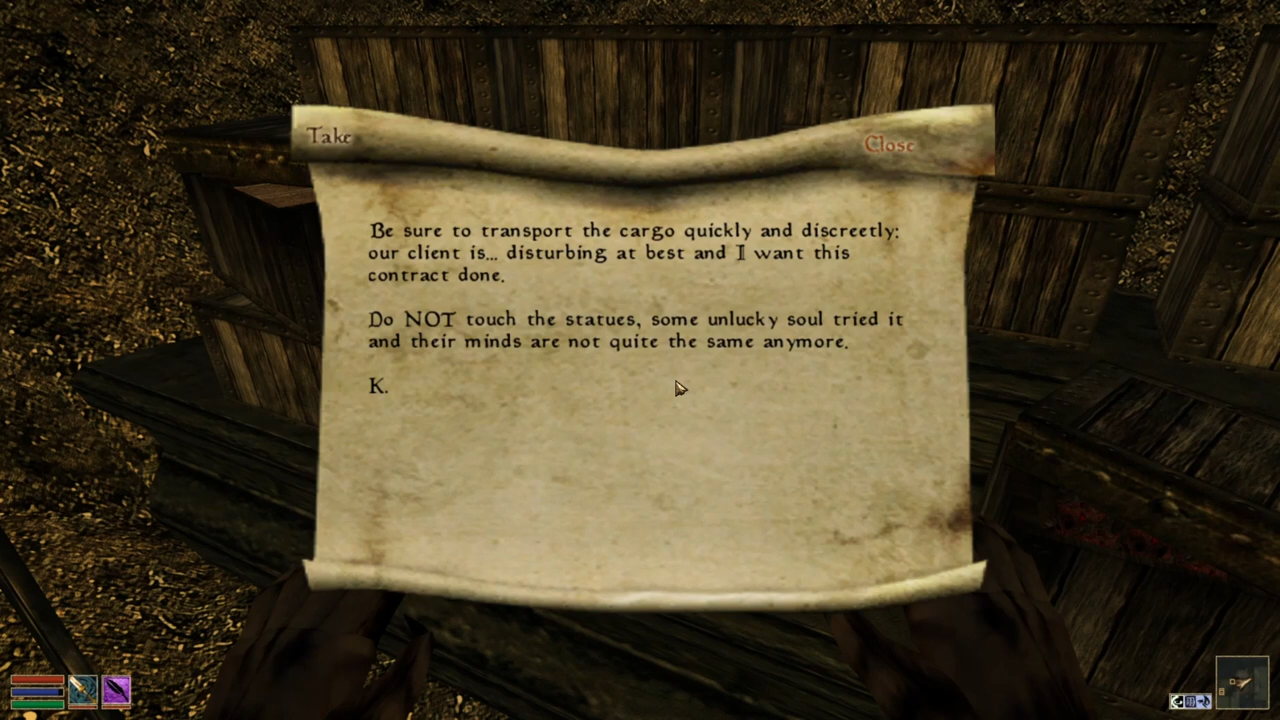 Take
Close
Be sure to transport the cargo quickly and discreetly:
our client is... disturbing at best and I want this
contract done.
Do NOT touch the statues, some unlucky soul tried it
and their minds are not quite the same anymore.
K.